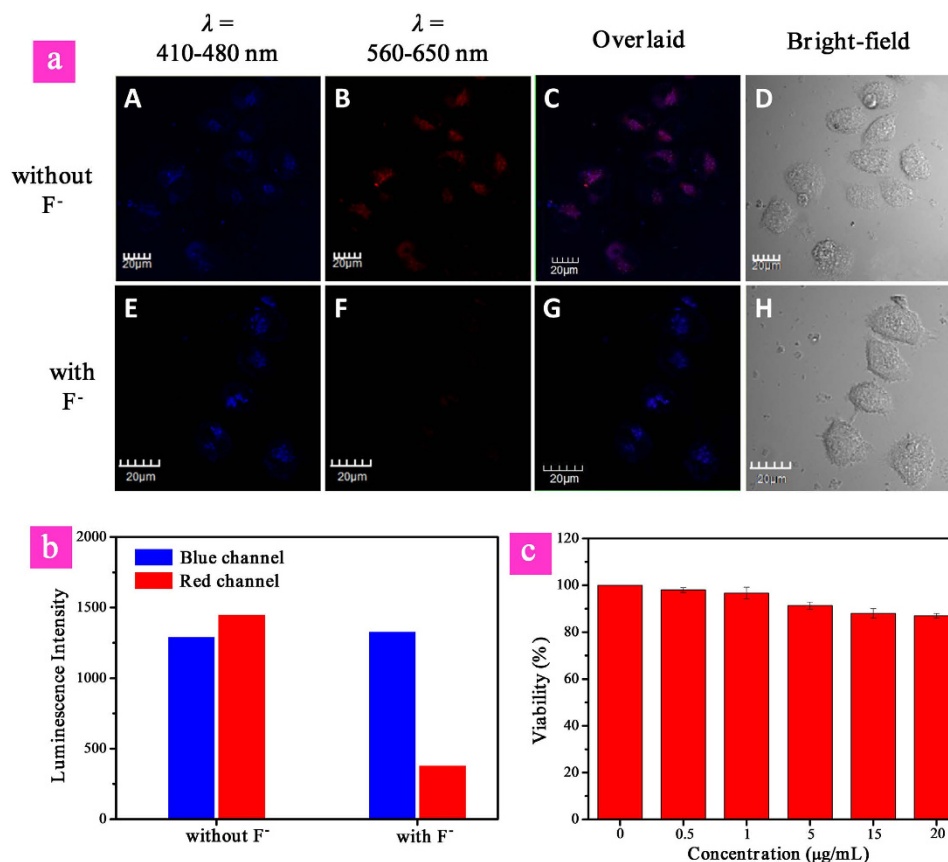 λ =
410-480 nm
λ =
560-650 nm
Overlaid
Bright-field
a
without
F⁻
A
20μm
B
20μm
C
20μm
D
20μm
with
F⁻
E
20μm
F
20μm
G
20μm
H
20μm
b
Luminescence Intensity
2000
1500
1000
500
0
Blue channel
Red channel
without F⁻
with F⁻
c
Viability (%)
120
100
80
60
40
20
0
0 0.5 1 5 15 20
Concentration (μg/mL)